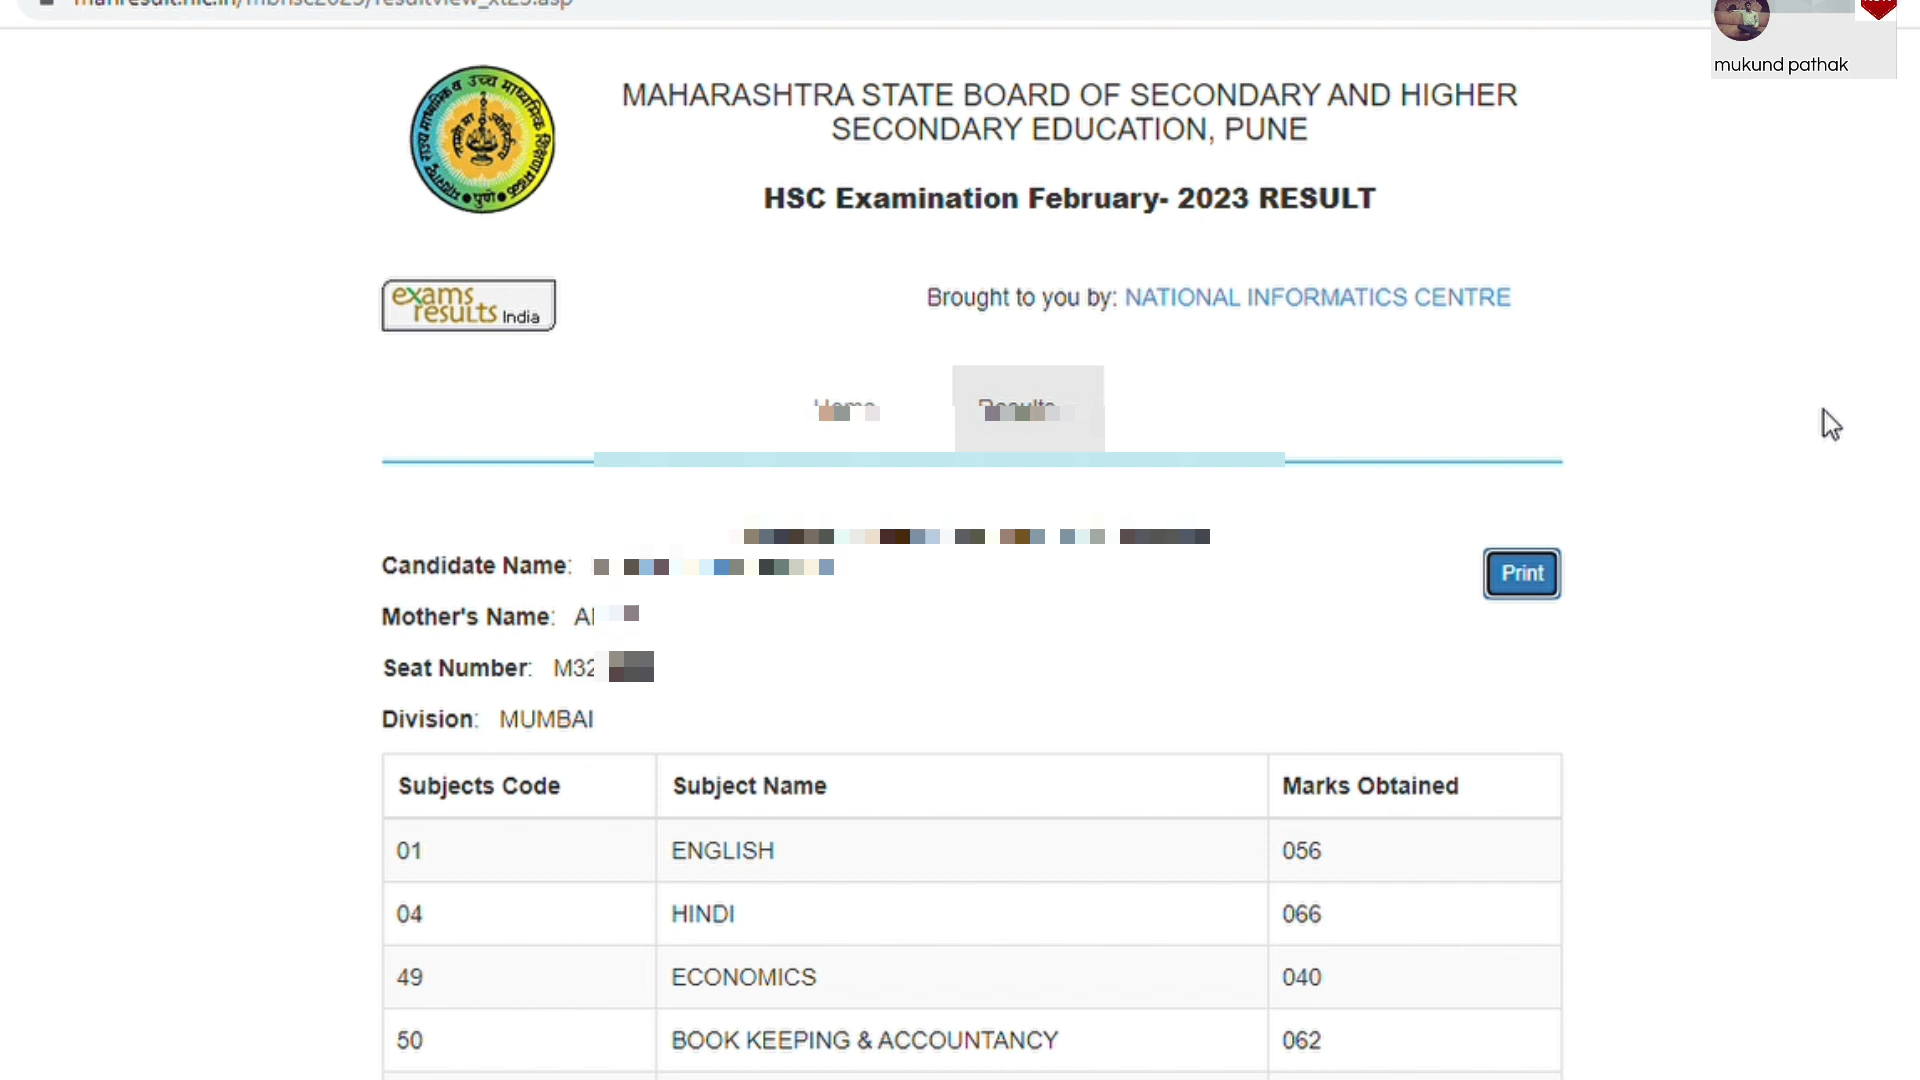 mukund pathak
MAHARASHTRA STATE BOARD OF SECONDARY AND HIGHER
SECONDARY EDUCATION, PUNE
HSC Examination February- 2023 RESULT
exams
results India
Brought to you by: NATIONAL INFORMATICS CENTRE
Candidate Name:
Print
Mother's Name:
Seat Number: M32
Division: MUMBAI
Subjects Code Subject Name Marks Obtained
01 ENGLISH 056
04 HINDI 066
49 ECONOMICS 040
50 BOOK KEEPING & ACCOUNTANCY 062